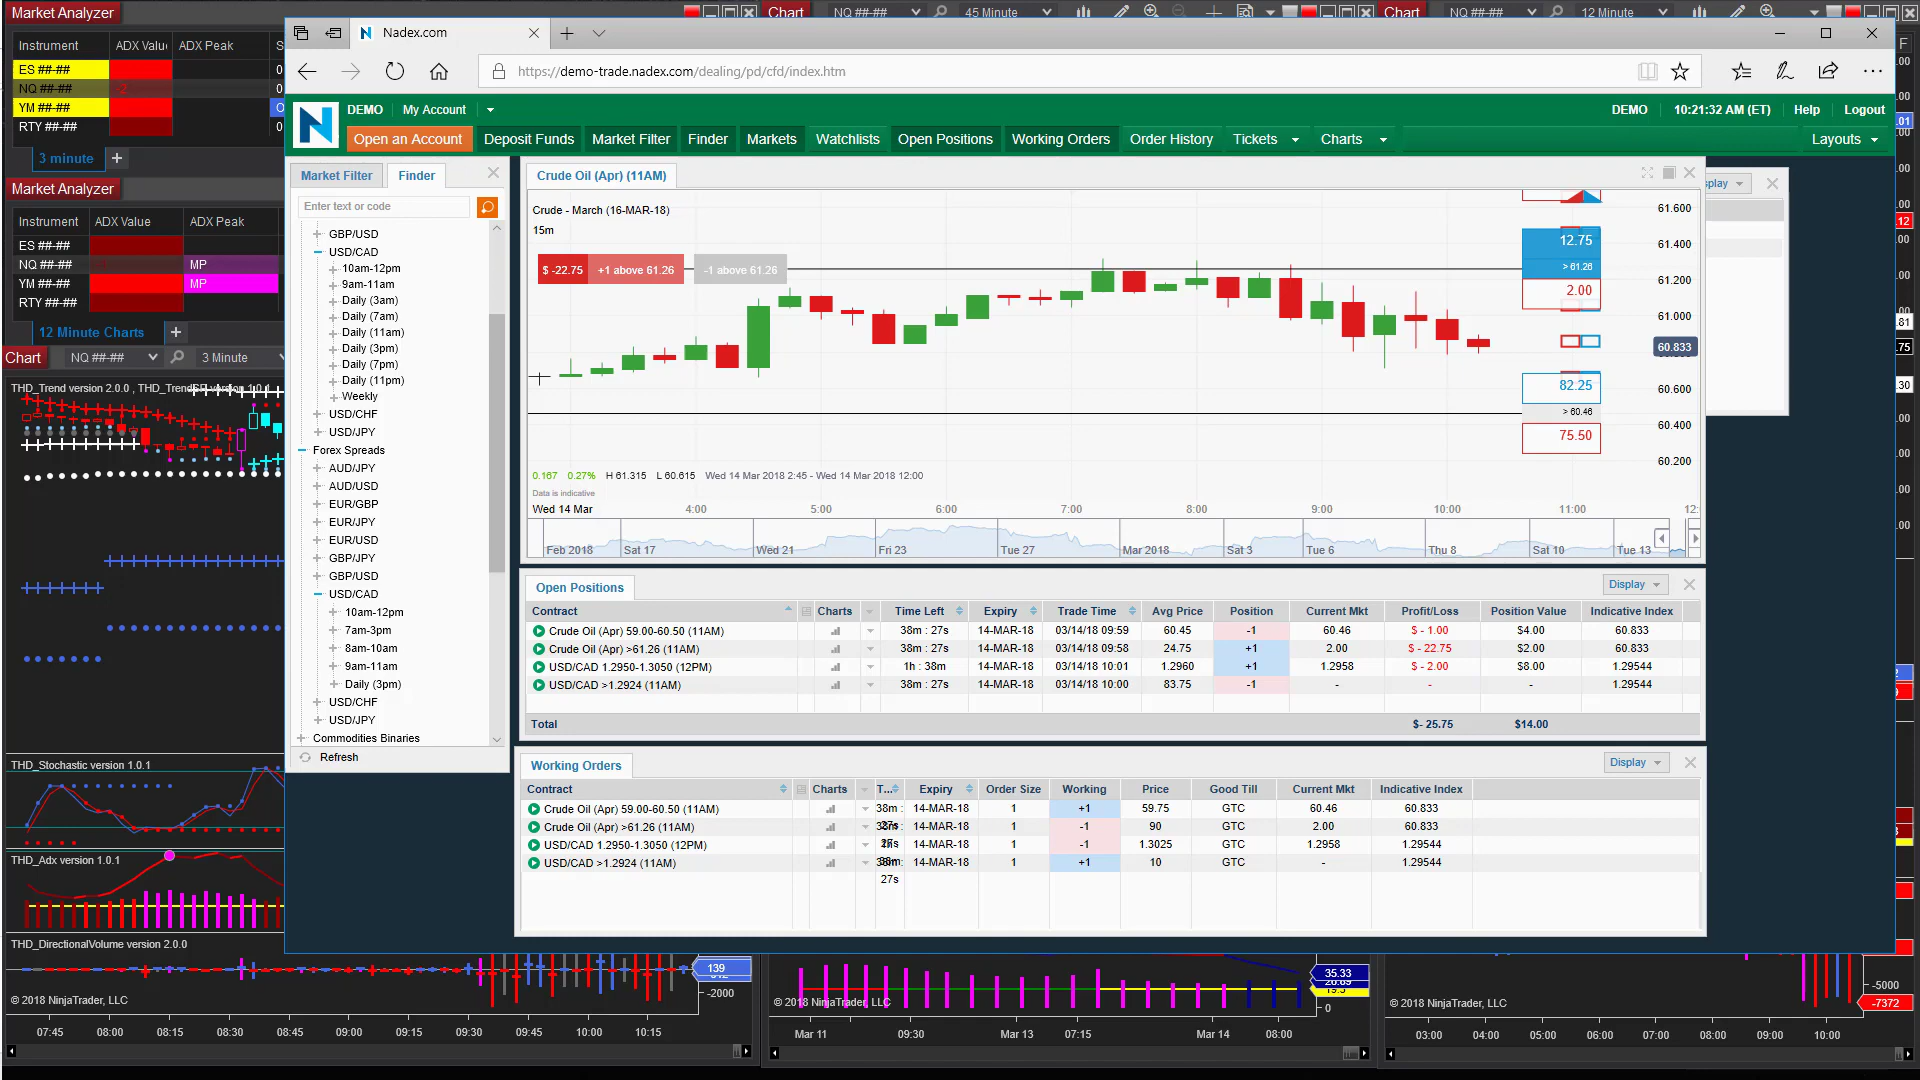 Market Analyzer
Instrument ADX Valu ADX Peak S
ES ##-## 0
NQ ##-## -2 0
YM ##-## O
RTY ##-## 0
3 minute +
Market Analyzer
Instrument ADX Value ADX Peak
ES ##-##
NQ ##-## MP
YM ##-## MP
RTY ##-##
12 Minute Charts +
Chart NQ ##-## 3 Minute
Chart NQ ##-## 45 Minute
Chart NQ ##-## 12 Minute
F
THD_Trend version 2.0.0 , THD_TrendSF version 1.0.1
THD_Stochastic version 1.0.1
THD_Adx version 1.0.1
THD_DirectionalVolume version 2.0.0
139
-2000
© 2018 NinjaTrader, LLC
07:45 08:00 08:15 08:30 08:45 09:00 09:15 09:30 09:45 10:00 10:15
Nadex.com
https://demo-trade.nadex.com/dealing/pd/cfd/index.htm
DEMO My Account
DEMO 10:21:32 AM (ET) Help Logout
Open an Account Deposit Funds Market Filter Finder Markets Watchlists Open Positions Working Orders Order History Tickets Charts Layouts
Market Filter Finder
Enter text or code
GBP/USD
USD/CAD
10am-12pm
9am-11am
Daily (3am)
Daily (7am)
Daily (11am)
Daily (3pm)
Daily (7pm)
Daily (11pm)
Weekly
USD/CHF
USD/JPY
Forex Spreads
AUD/JPY
AUD/USD
EUR/GBP
EUR/JPY
EUR/USD
GBP/JPY
GBP/USD
USD/CAD
10am-12pm
7am-3pm
8am-10am
9am-11am
Daily (3pm)
USD/CHF
USD/JPY
Commodities Binaries
Refresh
Crude Oil (Apr) (11AM)
Crude - March (16-MAR-18)
15m
$ -22.75 +1 above 61.26 -1 above 61.26
12.75
> 61.26
2.00
82.25
> 60.46
75.50
61.600
61.400
61.200
61.000
60.833
60.600
60.400
60.200
0.167 0.27% H 61.315 L 60.615 Wed 14 Mar 2018 2:45 - Wed 14 Mar 2018 12:00
Data is indicative
Wed 14 Mar 4:00 5:00 6:00 7:00 8:00 9:00 10:00 11:00 12:
Feb 2018 Sat 17 Wed 21 Fri 23 Tue 27 Mar 2018 Sat 3 Tue 6 Thu 8 Sat 10 Tue 13
splay
Open Positions Display
Contract Charts Time Left Expiry Trade Time Avg Price Position Current Mkt Profit/Loss Position Value Indicative Index
Crude Oil (Apr) 59.00-60.50 (11AM) 38m : 27s 14-MAR-18 03/14/18 09:59 60.45 -1 60.46 $ - 1.00 $4.00 60.833
Crude Oil (Apr) >61.26 (11AM) 38m : 27s 14-MAR-18 03/14/18 09:58 24.75 +1 2.00 $ - 22.75 $2.00 60.833
USD/CAD 1.2950-1.3050 (12PM) 1h : 38m 14-MAR-18 03/14/18 10:01 1.2960 +1 1.2958 $ - 2.00 $8.00 1.29544
USD/CAD >1.2924 (11AM) 38m : 27s 14-MAR-18 03/14/18 10:00 83.75 -1 - - - 1.29544
Total $- 25.75 $14.00
Working Orders Display
Contract Charts T... Expiry Order Size Working Price Good Till Current Mkt Indicative Index
Crude Oil (Apr) 59.00-60.50 (11AM) 38m : 14-MAR-18 1 +1 59.75 GTC 60.46 60.833
Crude Oil (Apr) >61.26 (11AM) 14-MAR-18 1 -1 90 GTC 2.00 60.833
USD/CAD 1.2950-1.3050 (12PM) 14-MAR-18 1 -1 1.3025 GTC 1.2958 1.29544
USD/CAD >1.2924 (11AM) 14-MAR-18 1 +1 10 GTC - 1.29544
27s
35.33
0
© 2018 NinjaTrader, LLC
Mar 11 09:30 Mar 13 07:15 Mar 14 08:00
-5000
-7372
© 2018 NinjaTrader, LLC
03:00 04:00 05:00 06:00 07:00 08:00 09:00 10:00